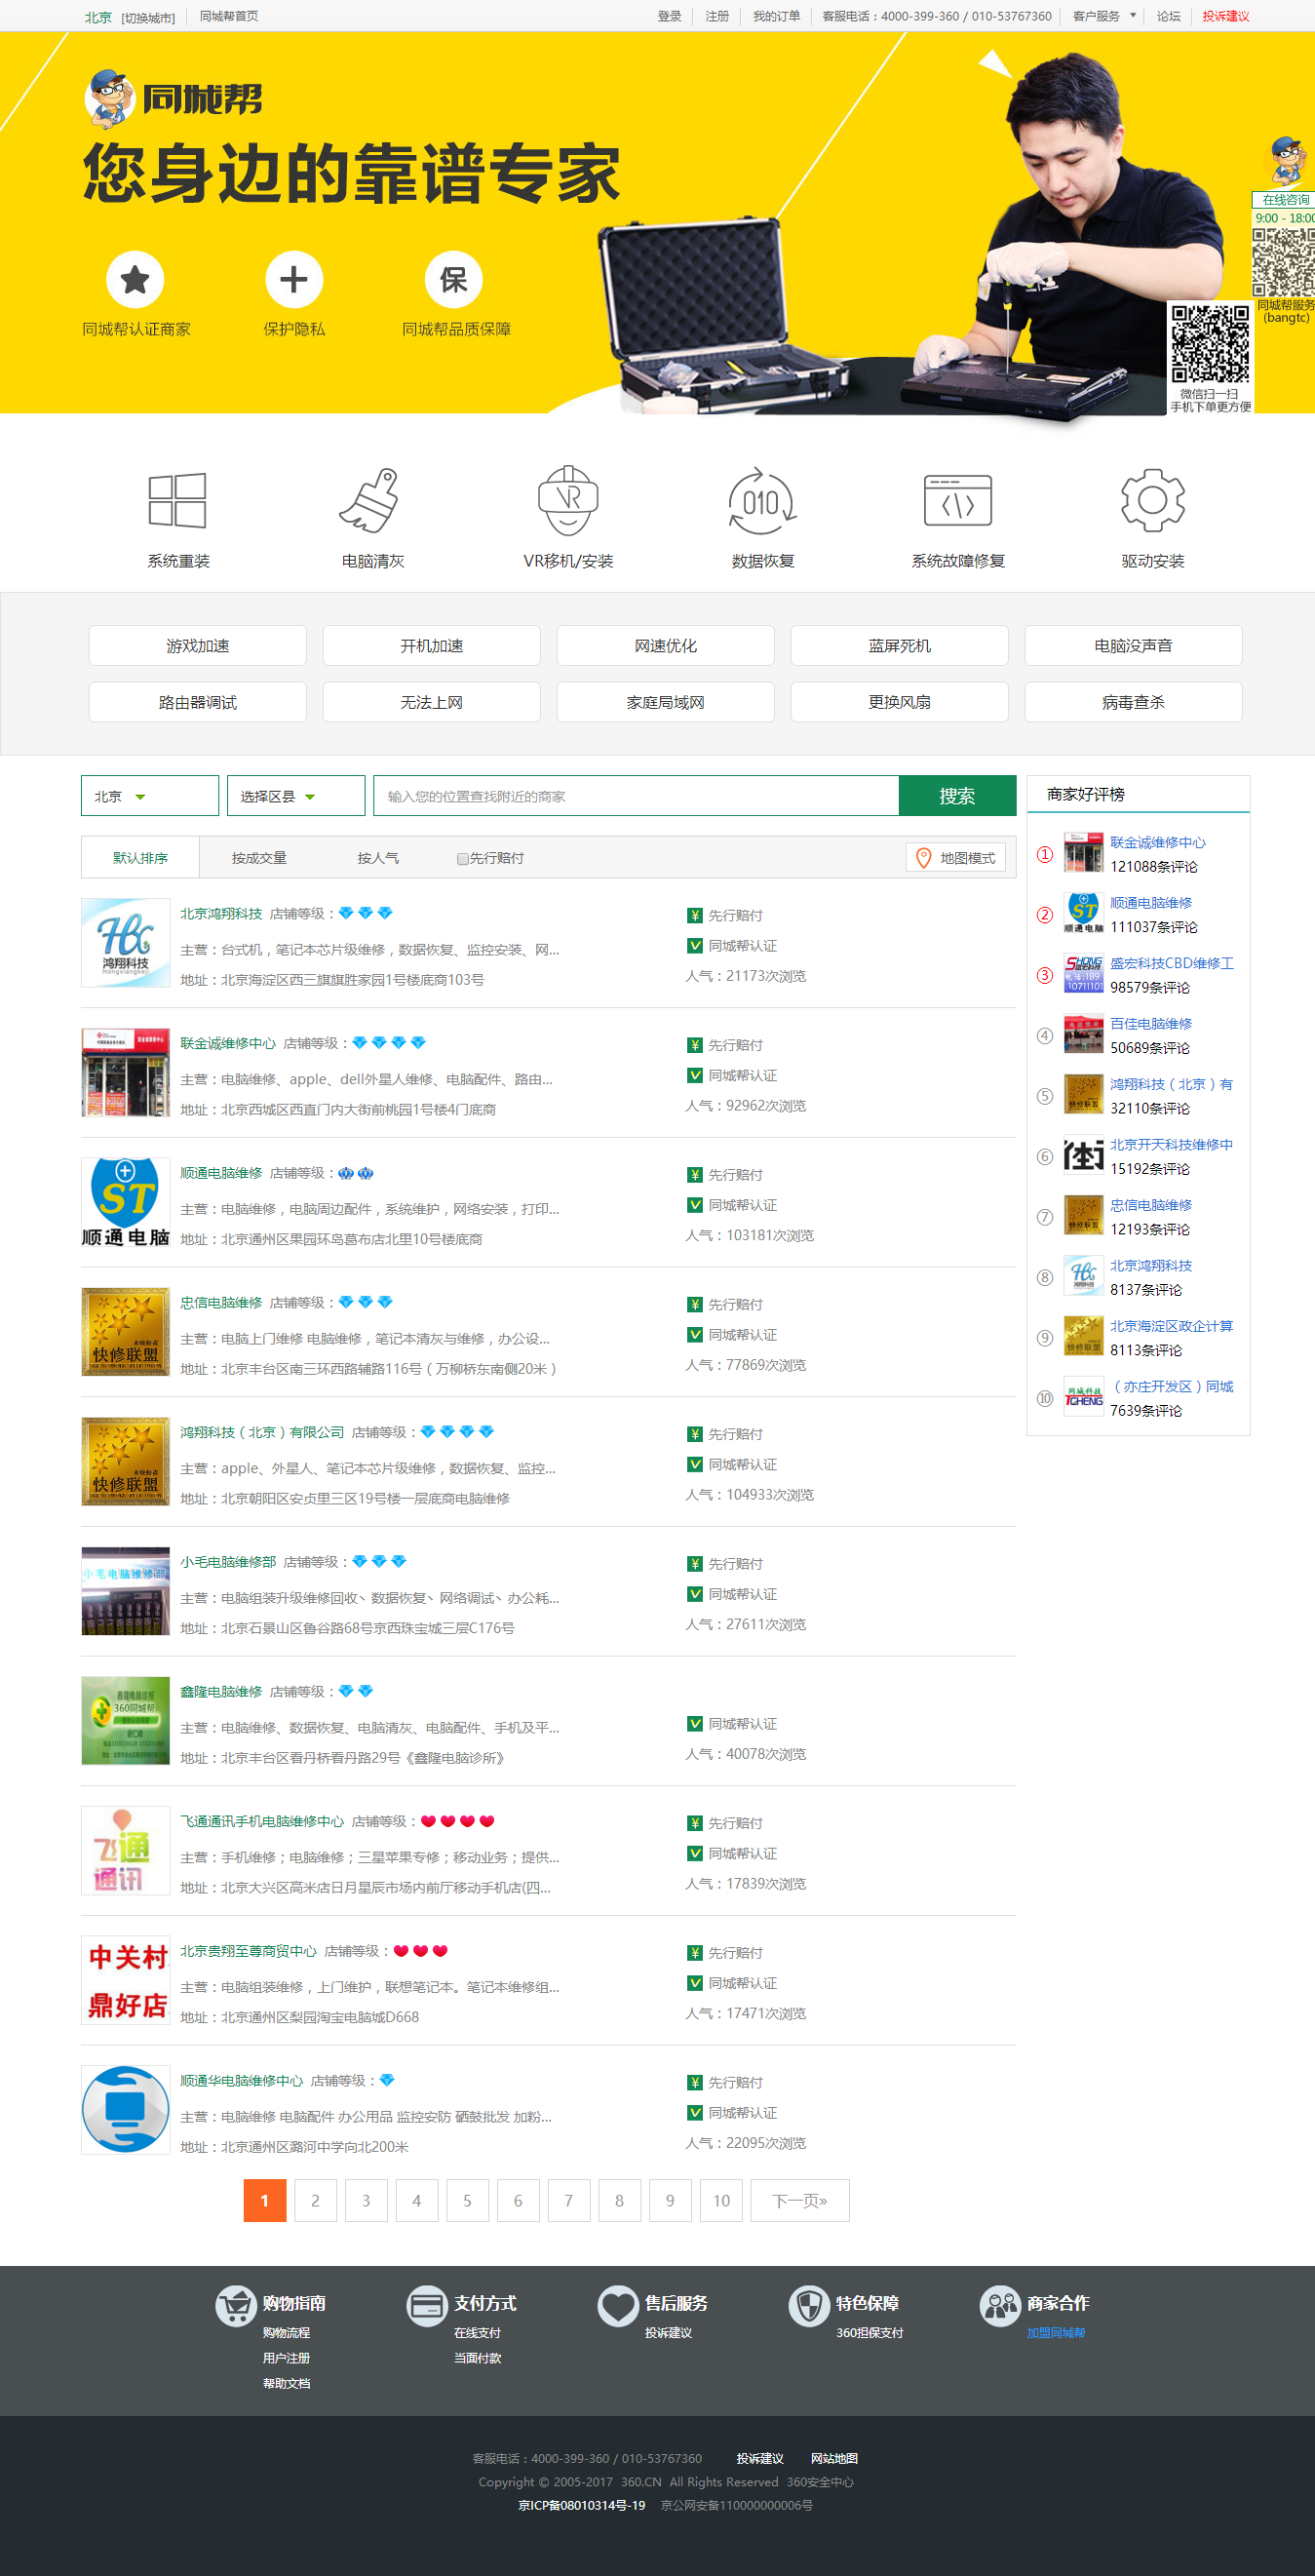 北京 [切换城市] 同城帮首页 登录 注册 我的订单 客服电话：4000-399-360 / 010-53767360 客户服务 论坛 投诉建议
同城帮
您身边的靠谱专家
保
同城帮认证商家 保护隐私 同城帮品质保障
在线咨询
9:00 - 18:00
同城帮服务
(bangtc)
微信扫一扫
手机下单更方便
VR 010
系统重装 电脑清灰 VR移机/安装 数据恢复 系统故障修复 驱动安装
游戏加速 开机加速 网速优化 蓝屏死机 电脑没声音
路由器调试 无法上网 家庭局域网 更换风扇 病毒查杀
北京 选择区县 输入您的位置查找附近的商家 搜索
默认排序 按成交量 按人气 先行赔付 地图模式
鸿翔科技
Hongxiangkeji
北京鸿翔科技 店铺等级：
主营：台式机，笔记本芯片级维修，数据恢复、监控安装、网...
地址：北京海淀区西三旗旗胜家园1号楼底商103号
¥ 先行赔付
同城帮认证
人气：21173次浏览
联金诚维修中心 店铺等级：
主营：电脑维修、apple、dell外星人维修、电脑配件、路由...
地址：北京西城区西直门内大街前桃园1号楼4门底商
¥ 先行赔付
同城帮认证
人气：92962次浏览
ST
顺通电脑
顺通电脑维修 店铺等级：
主营：电脑维修，电脑周边配件，系统维护，网络安装，打印...
地址：北京通州区果园环岛葛布店北里10号楼底商
¥ 先行赔付
同城帮认证
人气：103181次浏览
快修联盟
忠信电脑维修 店铺等级：
主营：电脑上门维修 电脑维修，笔记本清灰与维修，办公设...
地址：北京丰台区南三环西路辅路116号（万柳桥东南侧20米）
¥ 先行赔付
同城帮认证
人气：77869次浏览
快修联盟
鸿翔科技（北京）有限公司 店铺等级：
主营：apple、外星人、笔记本芯片级维修，数据恢复、监控...
地址：北京朝阳区安贞里三区19号楼一层底商电脑维修
¥ 先行赔付
同城帮认证
人气：104933次浏览
小毛电脑维修部
小毛电脑维修部 店铺等级：
主营：电脑组装升级维修回收、数据恢复、网络调试、办公耗...
地址：北京石景山区鲁谷路68号京西珠宝城三层C176号
¥ 先行赔付
同城帮认证
人气：27611次浏览
360同城帮
鑫隆电脑维修 店铺等级：
主营：电脑维修、数据恢复、电脑清灰、电脑配件、手机及平...
地址：北京丰台区看丹桥看丹路29号《鑫隆电脑诊所》
同城帮认证
人气：40078次浏览
飞通
通讯
飞通通讯手机电脑维修中心 店铺等级：
主营：手机维修；电脑维修；三星苹果专修；移动业务；提供...
地址：北京大兴区高米店日月星辰市场内前厅移动手机店(四...
¥ 先行赔付
同城帮认证
人气：17839次浏览
中关村
鼎好店
北京贵翔至尊商贸中心 店铺等级：
主营：电脑组装维修，上门维护，联想笔记本。笔记本维修组...
地址：北京通州区梨园淘宝电脑城D668
¥ 先行赔付
同城帮认证
人气：17471次浏览
顺通华电脑维修中心 店铺等级：
主营：电脑维修 电脑配件 办公用品 监控安防 硒鼓批发 加粉...
地址：北京通州区潞河中学向北200米
¥ 先行赔付
同城帮认证
人气：22095次浏览
1 2 3 4 5 6 7 8 9 10 下一页»
商家好评榜
① 联金诚维修中心
121088条评论
② 顺通电脑维修
111037条评论
③ 盛宏科技CBD维修工
98579条评论
④ 百佳电脑维修
50689条评论
⑤ 鸿翔科技（北京）有
32110条评论
⑥ 北京开天科技维修中
15192条评论
⑦ 忠信电脑维修
12193条评论
⑧ 北京鸿翔科技
8137条评论
⑨ 北京海淀区政企计算
8113条评论
⑩ （亦庄开发区）同城
7639条评论
购物指南 支付方式 售后服务 特色保障 商家合作
购物流程 在线支付 投诉建议 360担保支付 加盟同城帮
用户注册 当面付款
帮助文档
客服电话：4000-399-360 / 010-53767360 投诉建议 网站地图
Copyright © 2005-2017 360.CN All Rights Reserved 360安全中心
京ICP备08010314号-19 京公网安备110000000006号